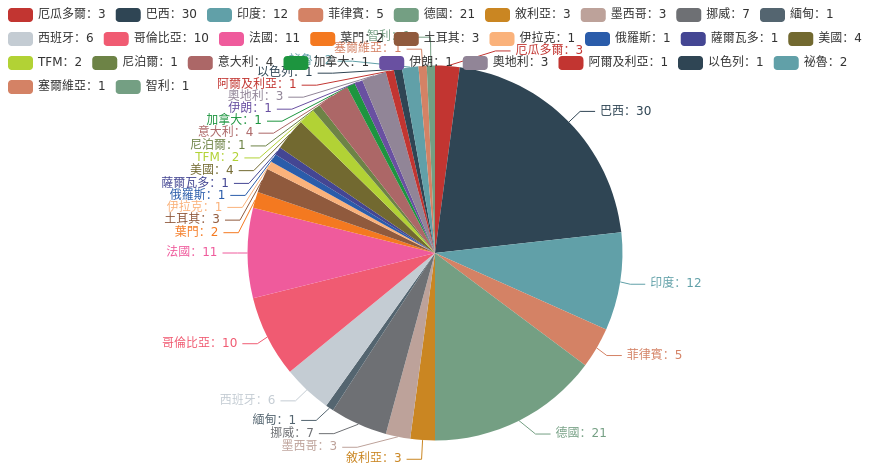 厄瓜多爾：3 巴西：30 印度：12 菲律賓：5 德國：21 敘利亞：3 墨西哥：3 挪威：7 緬甸：1
西班牙：6 哥倫比亞：10 法國：11 葉門：2 土耳其：3 伊拉克：1 俄羅斯：1 薩爾瓦多：1 美國：4
TFM：2 尼泊爾：1 意大利：4 加拿大：1 伊朗：1 奧地利：3 阿爾及利亞：1 以色列：1 祕魯：2
塞爾維亞：1 智利：1
智利
塞爾維亞：1
厄瓜多爾：3
以色列：1
阿爾及利亞：1
奧地利：3
伊朗：1
巴西：30
加拿大：1
意大利：4
尼泊爾：1
TFM：2
美國：4
薩爾瓦多：1
俄羅斯：1
伊拉克：1
土耳其：3
葉門：2
法國：11
印度：12
哥倫比亞：10
菲律賓：5
西班牙：6
緬甸：1
挪威：7
德國：21
墨西哥：3
敘利亞：3